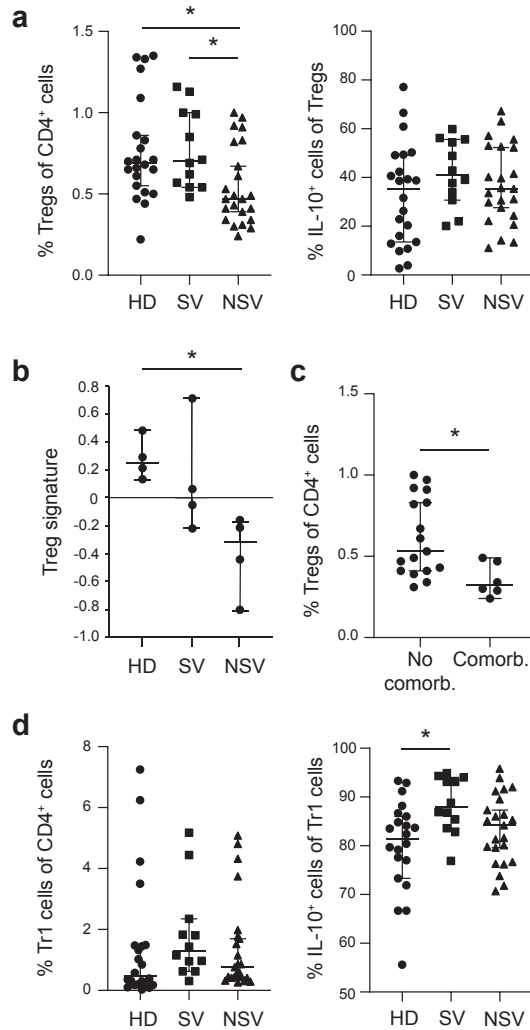 a
*
*
% Tregs of CD4⁺ cells
1.5
1.0
0.5
0.0
HD SV NSV
% IL-10⁺ cells of Tregs
100
80
60
40
20
0
HD SV NSV
b
*
Treg signature
0.8
0.6
0.4
0.2
0
-0.2
-0.4
-0.6
-0.8
-1.0
HD SV NSV
c
*
% Tregs of CD4⁺ cells
1.5
1.0
0.5
0.0
No Comorb.
comorb.
d
% Tr1 cells of CD4⁺ cells
8
6
4
2
0
HD SV NSV
*
% IL-10⁺ cells of Tr1 cells
100
90
80
70
60
50
HD SV NSV